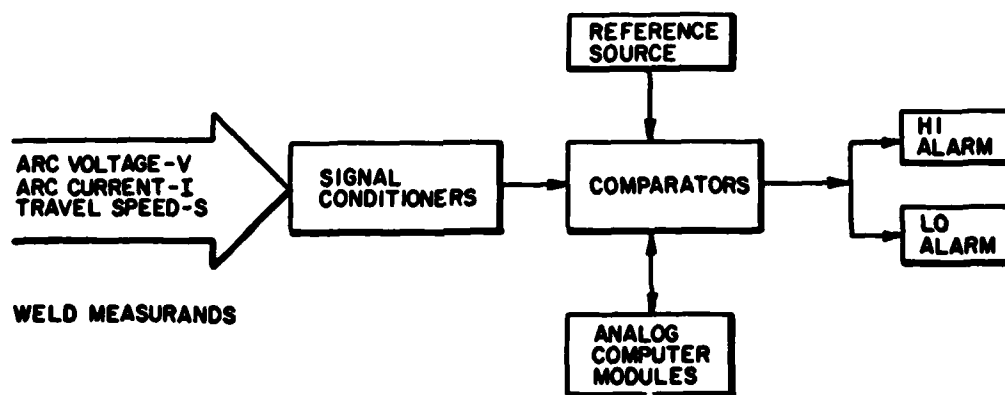 REFERENCE
SOURCE
ARC VOLTAGE-V
ARC CURRENT-I
TRAVEL SPEED-S
SIGNAL
CONDITIONERS
COMPARATORS
HI
ALARM
LO
ALARM
WELD MEASURANDS
ANALOG
COMPUTER
MODULES